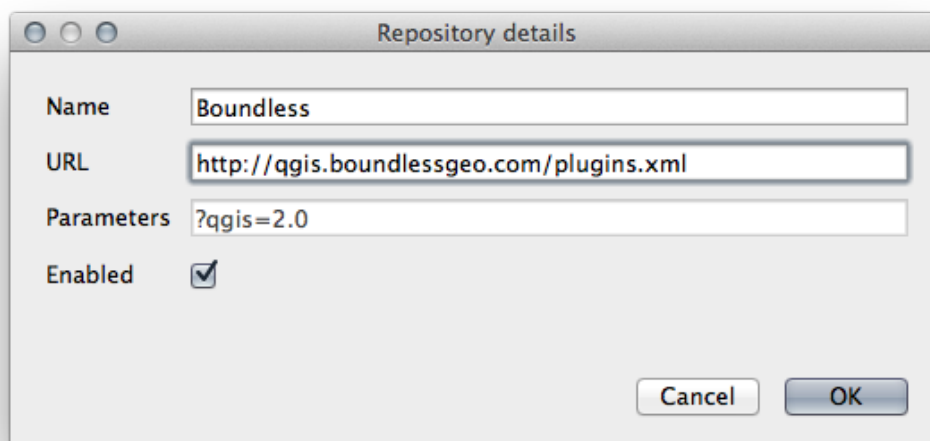 Repository details
Name Boundless
URL http://qgis.boundlessgeo.com/plugins.xml
Parameters ?qgis=2.0
Enabled
Cancel OK